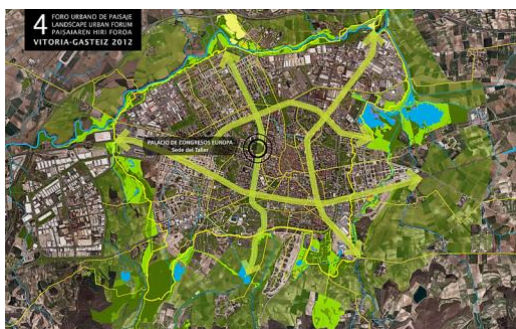 4
FORO URBANO DE PAISAJE
LANDSCAPE URBAN FORUM
PAISAIAREN HIRI FOROA
VITORIA-GASTEIZ 2012
PALACIO DE CONGRESOS EUROPA
Sede del Taller